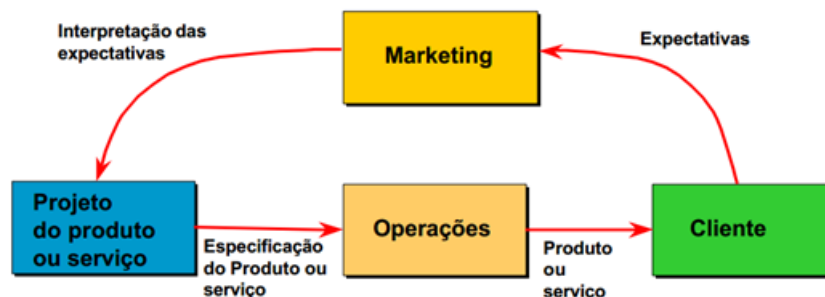 Interpretação das
expectativas
Marketing
Expectativas
Projeto
do produto
ou serviço
Especificação
do Produto ou
serviço
Operações
Produto
ou
serviço
Cliente